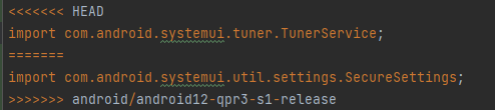 <<<<<<< HEAD
import com.android.systemui.tuner.TunerService;
=======
import com.android.systemui.util.settings.SecureSettings;
>>>>>>> android/android12-qpr3-s1-release